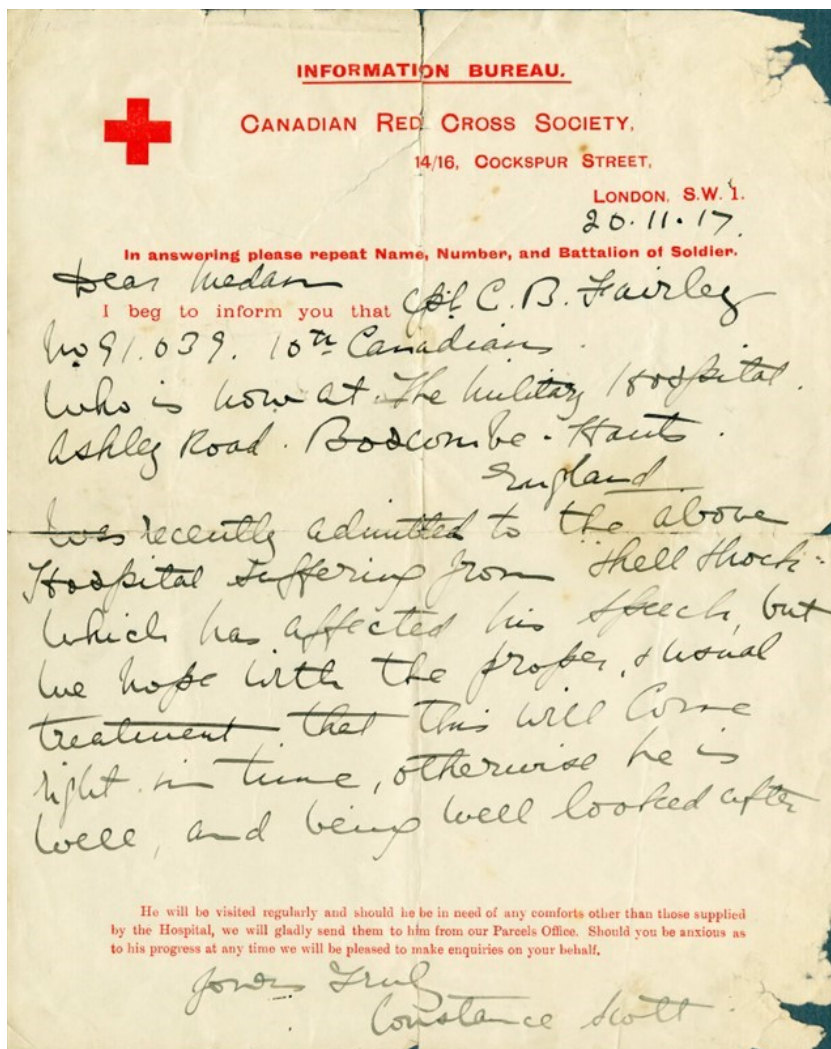 INFORMATION BUREAU.
CANADIAN RED CROSS SOCIETY,
14/16, COCKSPUR STREET,
LONDON, S.W. 1.
20.11.17.
In answering please repeat Name, Number, and Battalion of Soldier.
Dear Madam
I beg to inform you that Cpl C. B. Fairley
No 91.039. 10th Canadians.
Who is now at The Military Hospital.
Ashley Road. Boscombe. Hants.
England
was recently admitted to the above
Hospital suffering from Shell Shock-
which has affected his speech, but
we hope with the proper, & usual
treatment that this will come
right in time, otherwise he is
well, and being well looked after
He will be visited regularly and should he be in need of any comforts other than those supplied
by the Hospital, we will gladly send them to him from our Parcels Office. Should you be anxious as
to his progress at any time we will be pleased to make enquiries on your behalf.
Yours Truly
Constance Scott